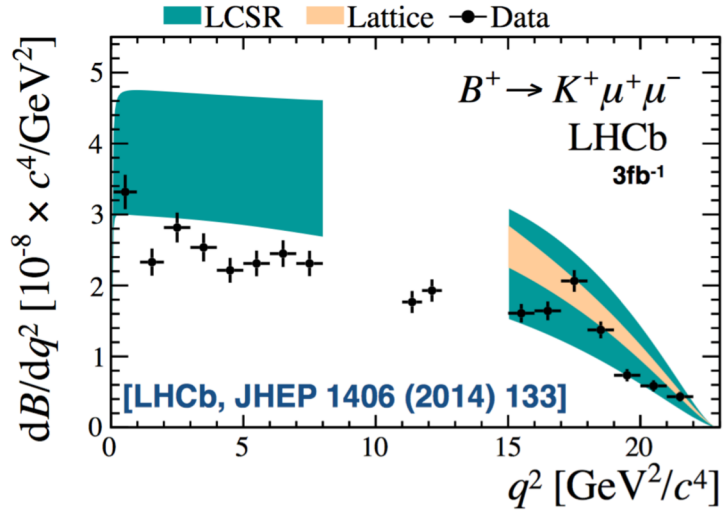 LCSR Lattice Data
dB/dq² [10⁻⁸ × c⁴/GeV²]
5
4
3
2
1
0
B⁺→ K⁺μ⁺μ⁻
LHCb
3fb⁻¹
[LHCb, JHEP 1406 (2014) 133]
0 5 10 15 20
q² [GeV²/c⁴]